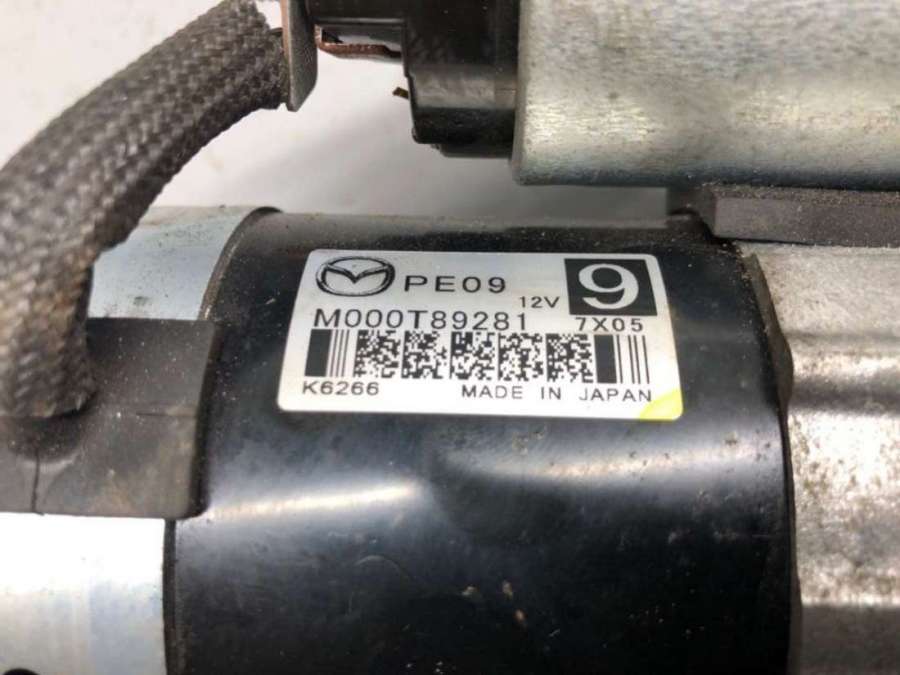 PE09
12V 9
M000T89281 7X05
K6266 MADE IN JAPAN